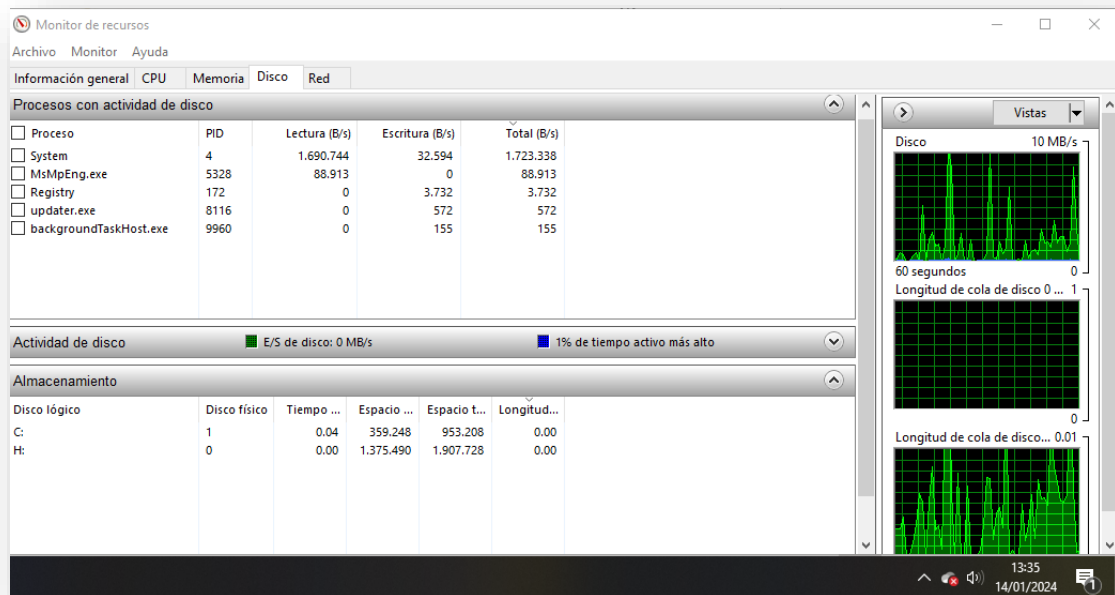 Monitor de recursos
Archivo Monitor Ayuda
Información general CPU Memoria Disco Red
Procesos con actividad de disco
Proceso PID Lectura (B/s) Escritura (B/s) Total (B/s)
System 4 1.690.744 32.594 1.723.338
MsMpEng.exe 5328 88.913 0 88.913
Registry 172 0 3.732 3.732
updater.exe 8116 0 572 572
backgroundTaskHost.exe 9960 0 155 155
Actividad de disco E/S de disco: 0 MB/s 1% de tiempo activo más alto
Almacenamiento
Disco lógico Disco físico Tiempo ... Espacio ... Espacio t... Longitud...
C: 1 0.04 359.248 953.208 0.00
H: 0 0.00 1.375.490 1.907.728 0.00
Vistas
Disco 10 MB/s
60 segundos 0
Longitud de cola de disco 0 ... 1
0
Longitud de cola de disco... 0.01
13:35
14/01/2024
1